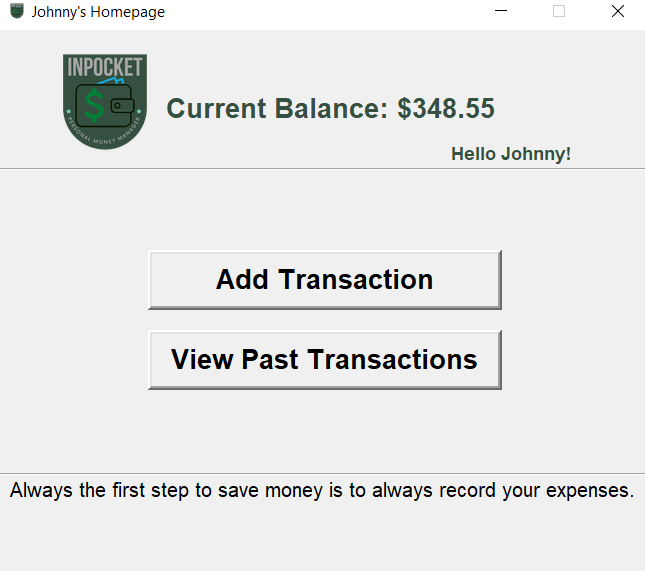 Johnny's Homepage
INPOCKET
$
PERSONAL MONEY MANAGER
Current Balance: $348.55
Hello Johnny!
Add Transaction
View Past Transactions
Always the first step to save money is to always record your expenses.